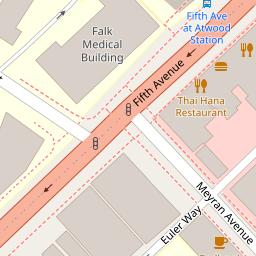 Fifth Ave
at Atwood
Station
Falk
Medical
Building
Fifth Avenue
Thai Hana
Restaurant
Meyran Avenue
Euler Way